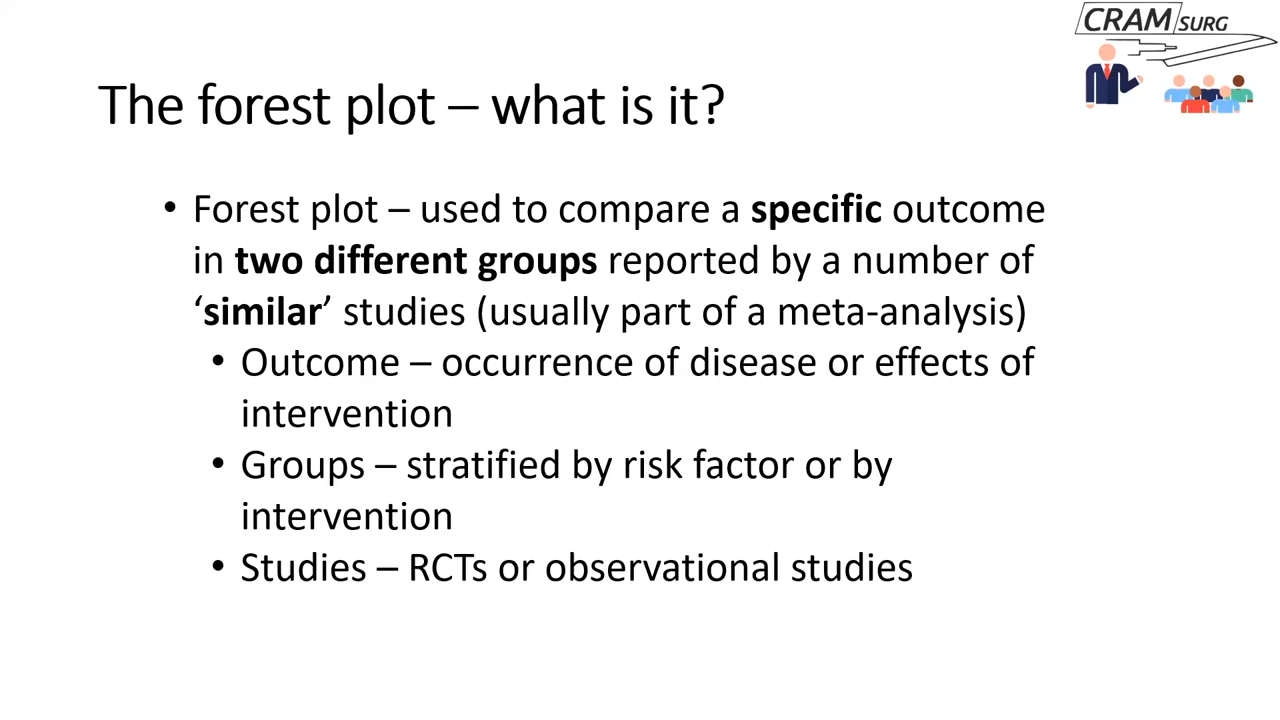 CRAM SURG
The forest plot – what is it?
• Forest plot – used to compare a specific outcome
in two different groups reported by a number of
‘similar’ studies (usually part of a meta-analysis)
• Outcome – occurrence of disease or effects of
intervention
• Groups – stratified by risk factor or by
intervention
• Studies – RCTs or observational studies